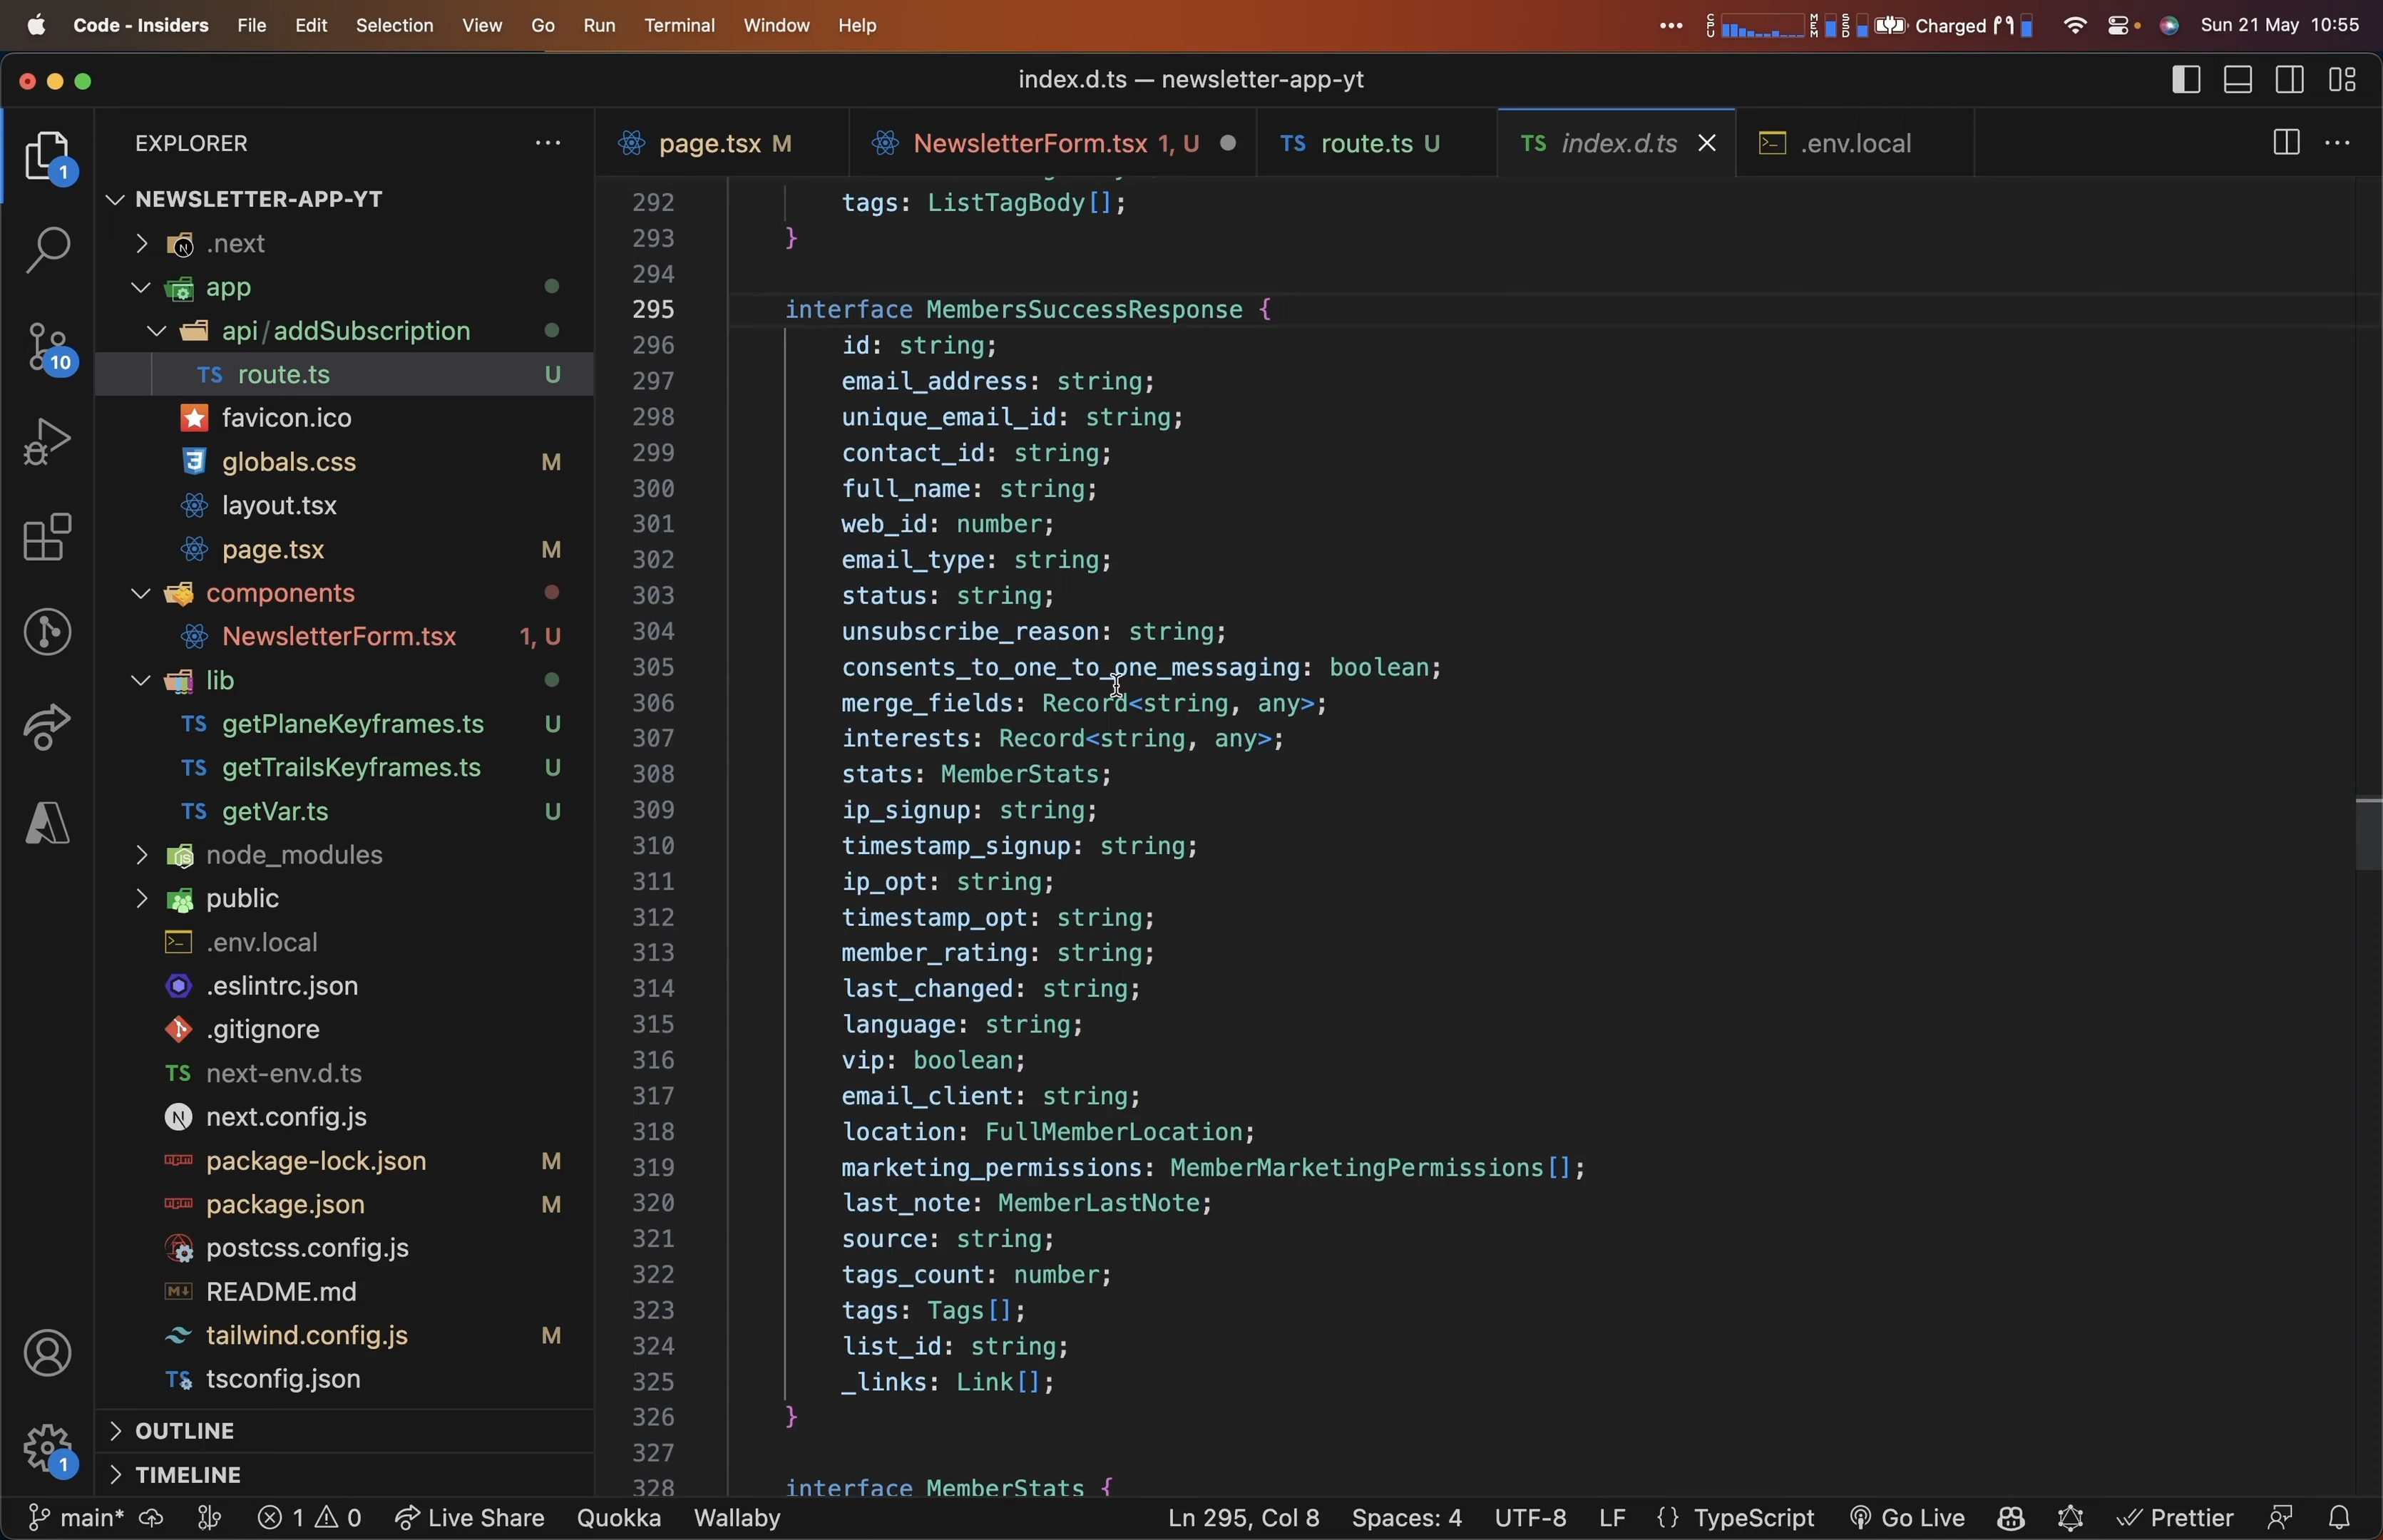 Code - Insiders File Edit Selection View Go Run Terminal Window Help
CPU MEM SSD Charged Sun 21 May 10:55
index.d.ts — newsletter-app-yt
EXPLORER
page.tsx M
NewsletterForm.tsx 1, U
TS route.ts U
TS index.d.ts
.env.local
1
10
NEWSLETTER-APP-YT
.next
app
api/addSubscription
TS route.ts U
favicon.ico
globals.css M
layout.tsx
page.tsx M
components
NewsletterForm.tsx 1, U
lib
TS getPlaneKeyframes.ts U
TS getTrailsKeyframes.ts U
TS getVar.ts U
node_modules
public
.env.local
.eslintrc.json
.gitignore
TS next-env.d.ts
next.config.js
package-lock.json M
package.json M
postcss.config.js
README.md
tailwind.config.js M
TS tsconfig.json
OUTLINE
TIMELINE
1
292 tags: ListTagBody[];
293 }
294
295 interface MembersSuccessResponse {
296 id: string;
297 email_address: string;
298 unique_email_id: string;
299 contact_id: string;
300 full_name: string;
301 web_id: number;
302 email_type: string;
303 status: string;
304 unsubscribe_reason: string;
305 consents_to_one_to_one_messaging: boolean;
306 merge_fields: Record<string, any>;
307 interests: Record<string, any>;
308 stats: MemberStats;
309 ip_signup: string;
310 timestamp_signup: string;
311 ip_opt: string;
312 timestamp_opt: string;
313 member_rating: string;
314 last_changed: string;
315 language: string;
316 vip: boolean;
317 email_client: string;
318 location: FullMemberLocation;
319 marketing_permissions: MemberMarketingPermissions[];
320 last_note: MemberLastNote;
321 source: string;
322 tags_count: number;
323 tags: Tags[];
324 list_id: string;
325 _links: Link[];
326 }
327
328 interface MemberStats {
main* 1 0 Live Share Quokka Wallaby Ln 295, Col 8 Spaces: 4 UTF-8 LF {} TypeScript Go Live Prettier